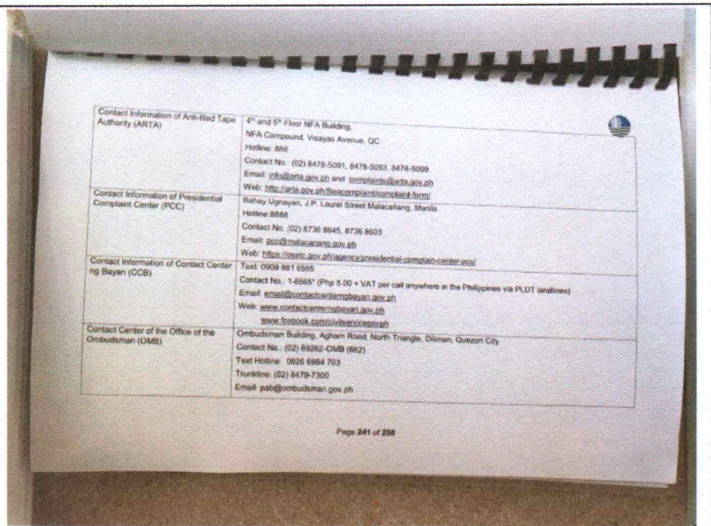 Contact Information of Anti-Red Tape
Authority (ARTA)
4th and 5th Floor NFA Building,
NFA Compound, Visayas Avenue, QC
Hotline: 888
Contact No.: (02) 8478-5091, 8478-5093, 8478-5099
Email: info@arta.gov.ph and complaints@arta.gov.ph
Web: http://arta.gov.ph/fileacomplaint/complaint-form/
Contact Information of Presidential
Complaint Center (PCC)
Bahay Ugnayan, J.P. Laurel Street Malacañang, Manila
Hotline 8888
Contact No. (02) 8736 8645, 8736 8603
Email: pcc@malacanang.gov.ph
Web: https://osetc.gov.ph/agency/presidential-complain-center-pcc/
Contact Information of Contact Center
ng Bayan (CCB)
Text: 0908 881 6565
Contact No.: 1-6565* (Php 5.00 + VAT per call anywhere in the Philippines via PLDT landlines)
Email: email@contactcenterngbayan.gov.ph
Web: www.contactcenterngbayan.gov.ph
www.fcebook.com/civilservicegovph
Contact Center of the Office of the
Ombudsman (OMB)
Ombudsman Building, Agham Road, North Triangle, Diliman, Quezon City
Contact No.: (02) 89262-OMB (662)
Text Hotline: 0926 6994 703
Trunkline: (02) 8479-7300
Email: pab@ombudsman.gov.ph
Page 241 of 250